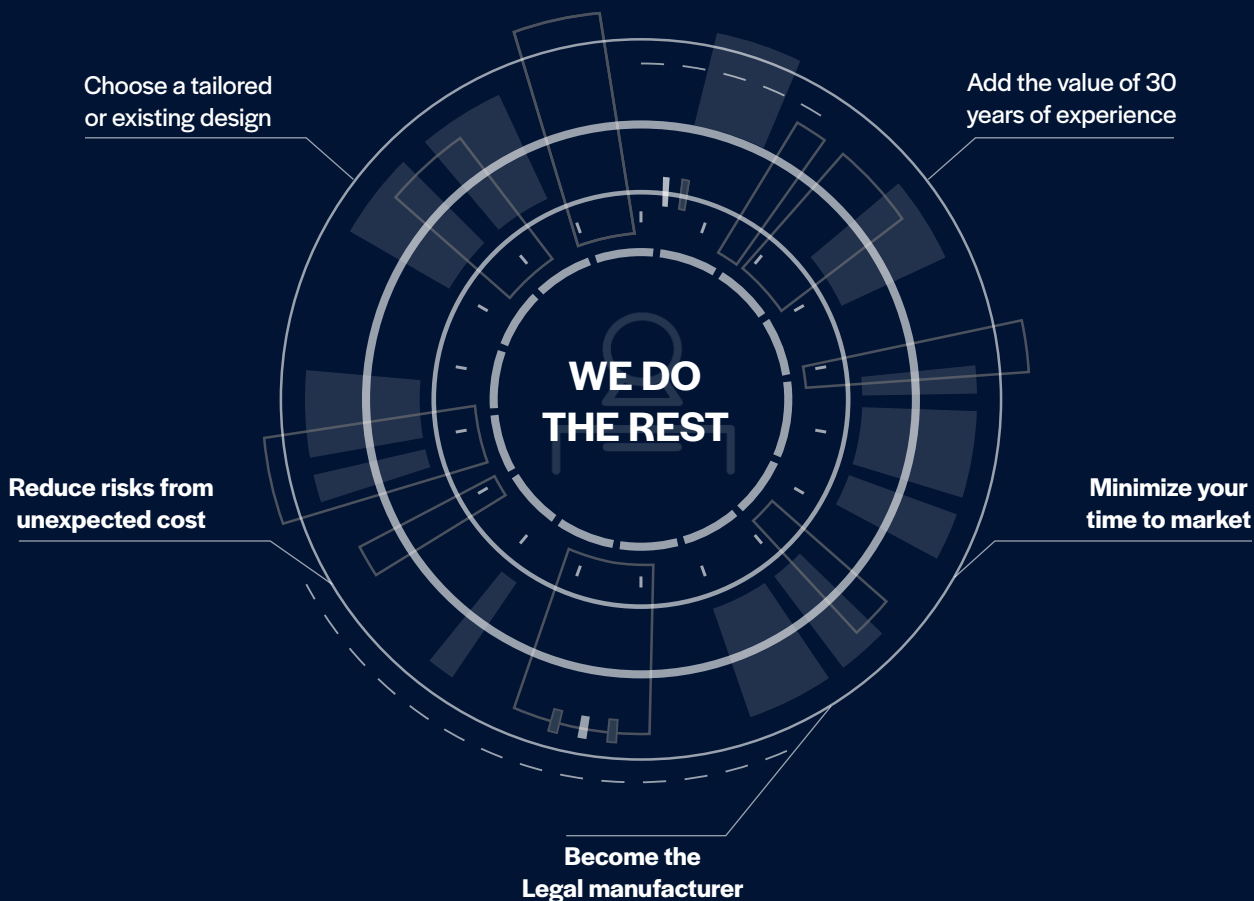 Choose a tailored
or existing design
Add the value of 30
years of experience
WE DO
THE REST
Reduce risks from
unexpected cost
Minimize your
time to market
Become the
Legal manufacturer